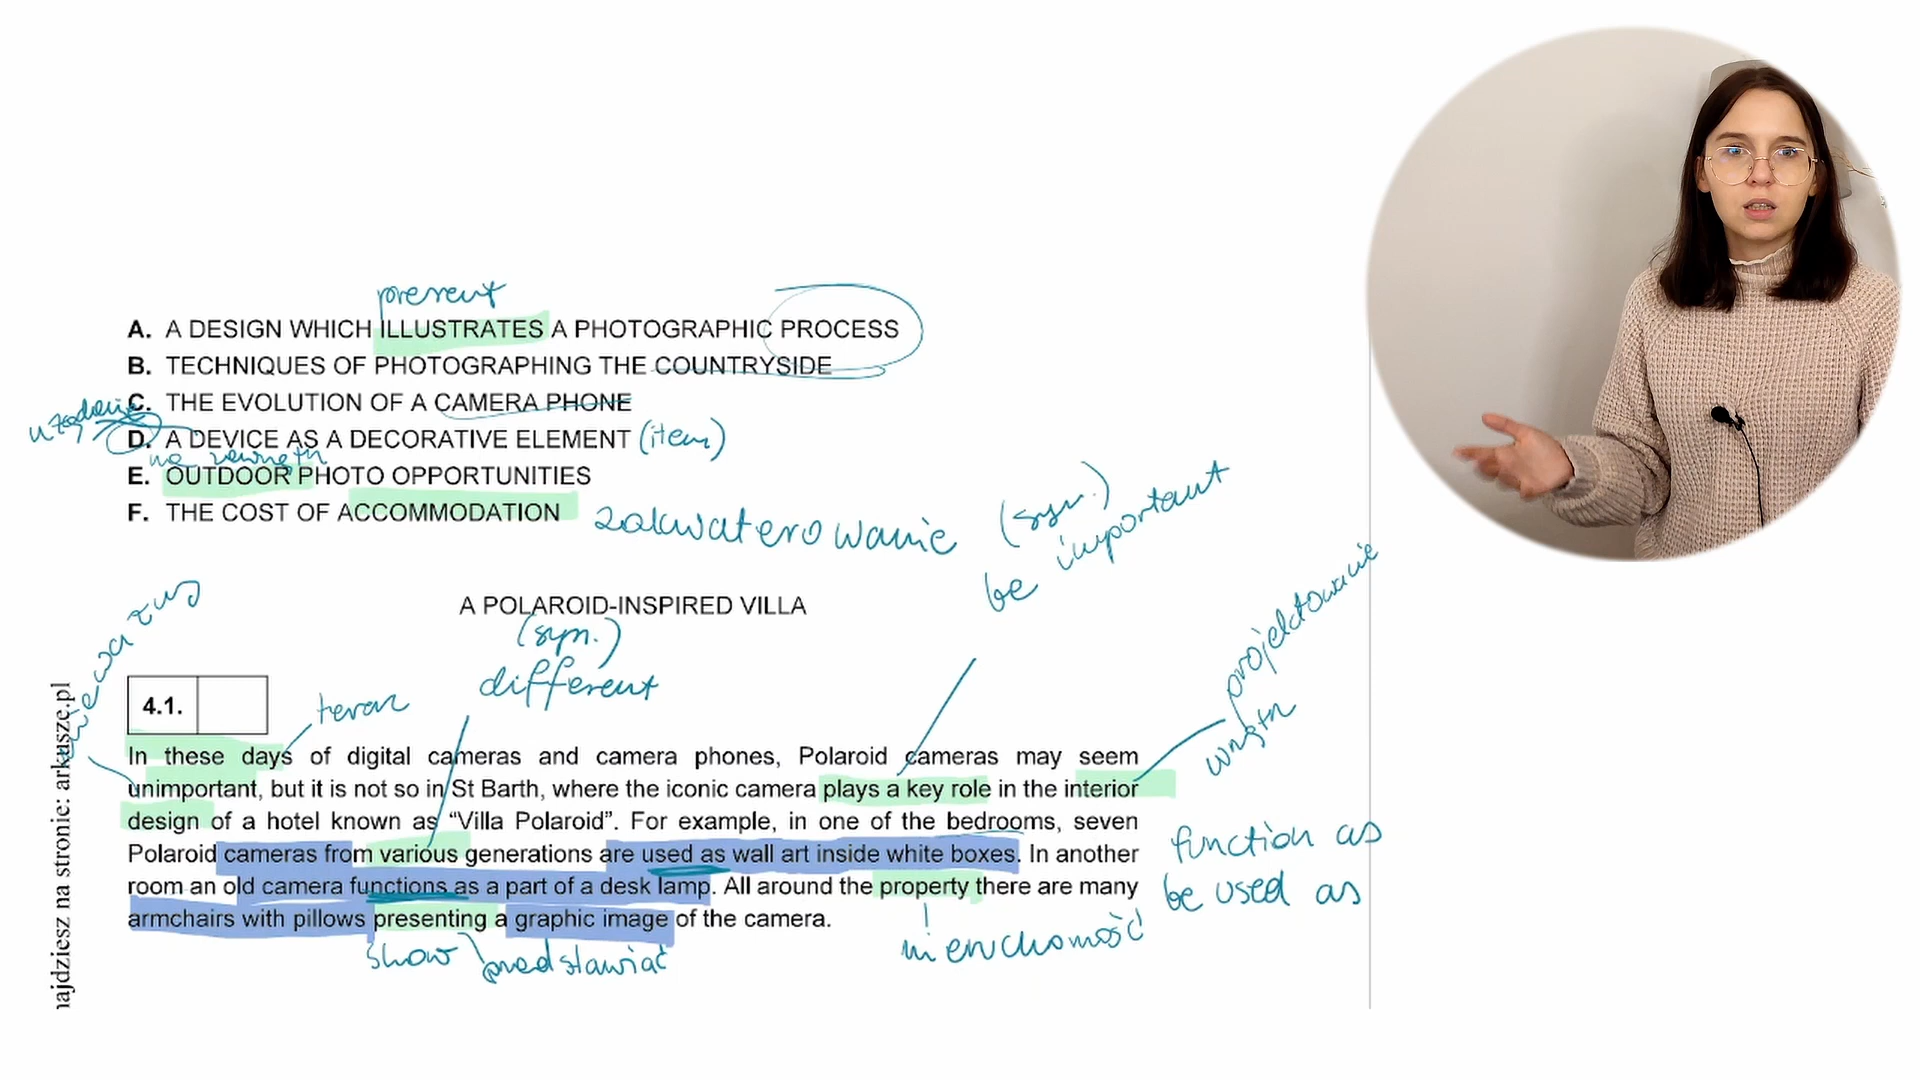 present
A. A DESIGN WHICH ILLUSTRATES A PHOTOGRAPHIC PROCESS
B. TECHNIQUES OF PHOTOGRAPHING THE COUNTRYSIDE
C. THE EVOLUTION OF A CAMERA PHONE
urządzenie
D. A DEVICE AS A DECORATIVE ELEMENT (item)
na zewnątrz
E. OUTDOOR PHOTO OPPORTUNITIES
F. THE COST OF ACCOMMODATION zakwaterowanie
(syn.)
be important
A POLAROID-INSPIRED VILLA
(syn.)
different
projektowanie
wnętrz
4.1.
teraz
In these days of digital cameras and camera phones, Polaroid cameras may seem
unimportant, but it is not so in St Barth, where the iconic camera plays a key role in the interior
design of a hotel known as “Villa Polaroid”. For example, in one of the bedrooms, seven
Polaroid cameras from various generations are used as wall art inside white boxes. In another
room an old camera functions as a part of a desk lamp. All around the property there are many
armchairs with pillows presenting a graphic image of the camera.
function as
be used as
show przedstawiać
nieruchomość
najdziesz na stronie: arkusze.pl